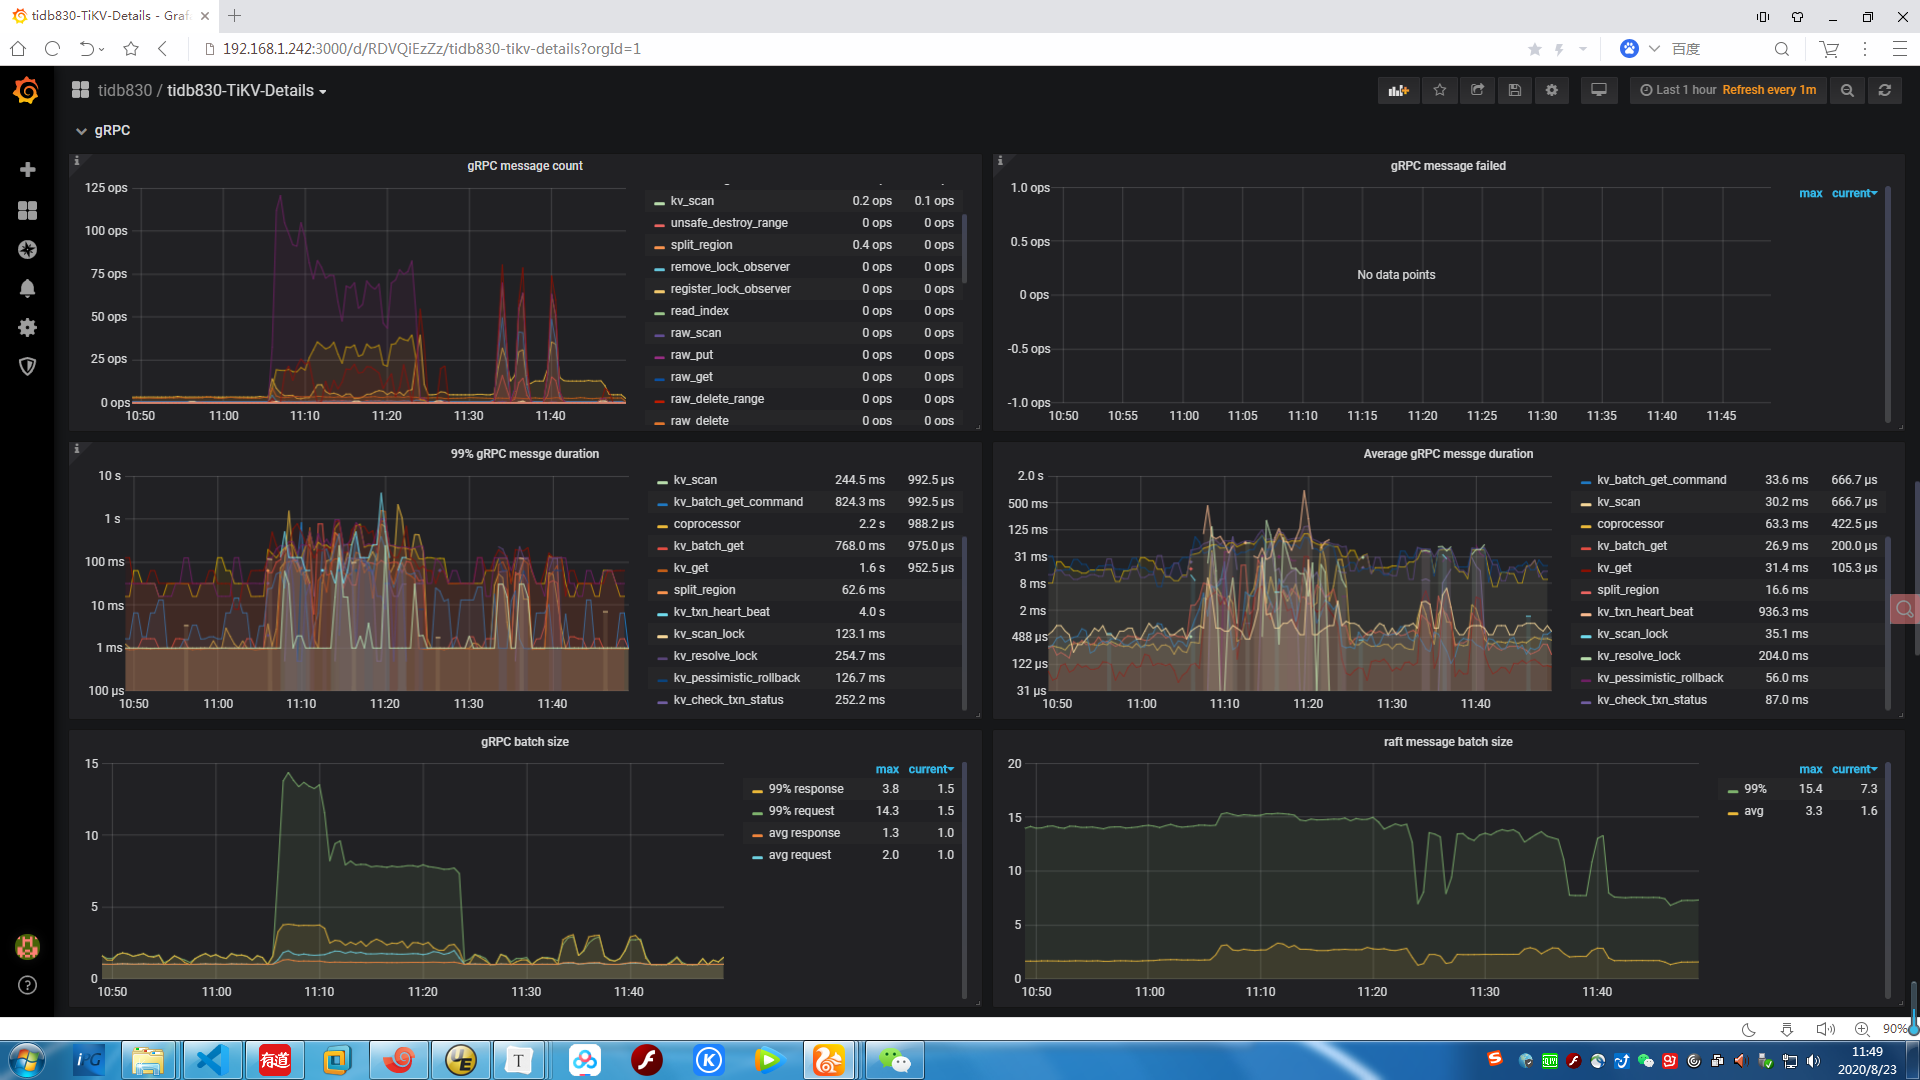 tidb830-TiKV-Details - Graf
192.168.1.242:3000/d/RDVQiEzZz/tidb830-tikv-details?orgId=1
百度
tidb830 / tidb830-TiKV-Details
Last 1 hour Refresh every 1m
gRPC
gRPC message count
125 ops
100 ops
75 ops
50 ops
25 ops
0 ops
10:50 11:00 11:10 11:20 11:30 11:40
kv_scan 0.2 ops 0.1 ops
unsafe_destroy_range 0 ops 0 ops
split_region 0.4 ops 0 ops
remove_lock_observer 0 ops 0 ops
register_lock_observer 0 ops 0 ops
read_index 0 ops 0 ops
raw_scan 0 ops 0 ops
raw_put 0 ops 0 ops
raw_get 0 ops 0 ops
raw_delete_range 0 ops 0 ops
raw_delete 0 ops 0 ops
gRPC message failed
1.0 ops
0.5 ops
0 ops
-0.5 ops
-1.0 ops
No data points
10:50 10:55 11:00 11:05 11:10 11:15 11:20 11:25 11:30 11:35 11:40 11:45
max current
99% gRPC messge duration
10 s
1 s
100 ms
10 ms
1 ms
100 µs
10:50 11:00 11:10 11:20 11:30 11:40
kv_scan 244.5 ms 992.5 µs
kv_batch_get_command 824.3 ms 992.5 µs
coprocessor 2.2 s 988.2 µs
kv_batch_get 768.0 ms 975.0 µs
kv_get 1.6 s 952.5 µs
split_region 62.6 ms
kv_txn_heart_beat 4.0 s
kv_scan_lock 123.1 ms
kv_resolve_lock 254.7 ms
kv_pessimistic_rollback 126.7 ms
kv_check_txn_status 252.2 ms
Average gRPC messge duration
2.0 s
500 ms
125 ms
31 ms
8 ms
2 ms
488 µs
122 µs
31 µs
10:50 11:00 11:10 11:20 11:30 11:40
kv_batch_get_command 33.6 ms 666.7 µs
kv_scan 30.2 ms 666.7 µs
coprocessor 63.3 ms 422.5 µs
kv_batch_get 26.9 ms 200.0 µs
kv_get 31.4 ms 105.3 µs
split_region 16.6 ms
kv_txn_heart_beat 936.3 ms
kv_scan_lock 35.1 ms
kv_resolve_lock 204.0 ms
kv_pessimistic_rollback 56.0 ms
kv_check_txn_status 87.0 ms
gRPC batch size
15
10
5
0
10:50 11:00 11:10 11:20 11:30 11:40
max current
99% response 3.8 1.5
99% request 14.3 1.5
avg response 1.3 1.0
avg request 2.0 1.0
raft message batch size
20
15
10
5
0
10:50 11:00 11:10 11:20 11:30 11:40
max current
99% 15.4 7.3
avg 3.3 1.6
90%
iPG
有道
UE
T
K
11:49
2020/8/23